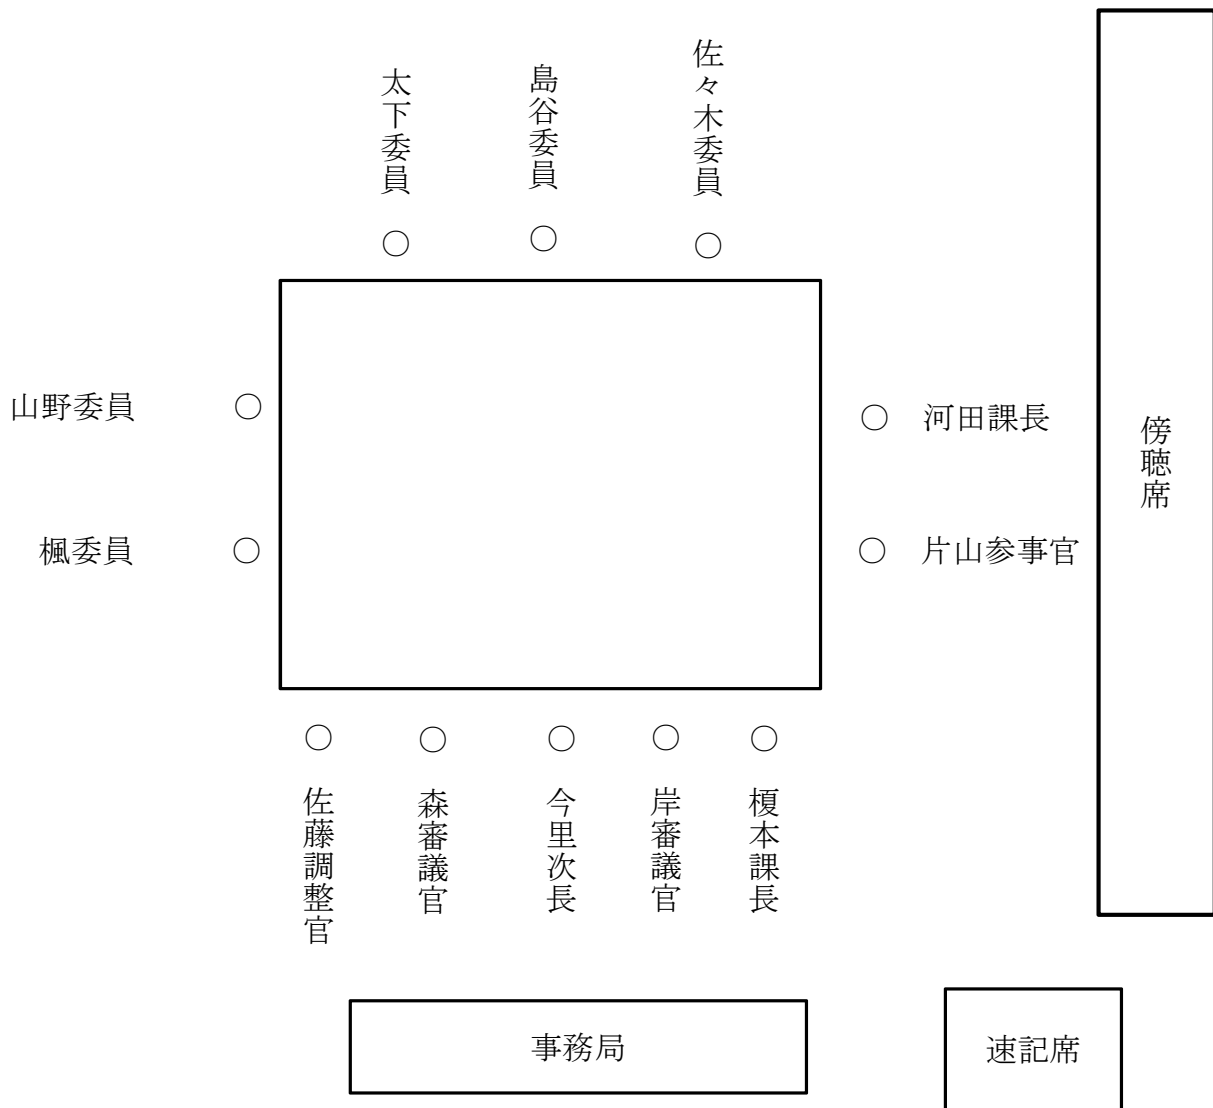 太下委員
島谷委員
佐々木委員
○
○
○
山野委員 ○
○ 河田課長
楓委員 ○
○ 片山参事官
傍聴席
○
○
○
○
○
佐藤調整官
森審議官
今里次長
岸審議官
榎本課長
事務局
速記席